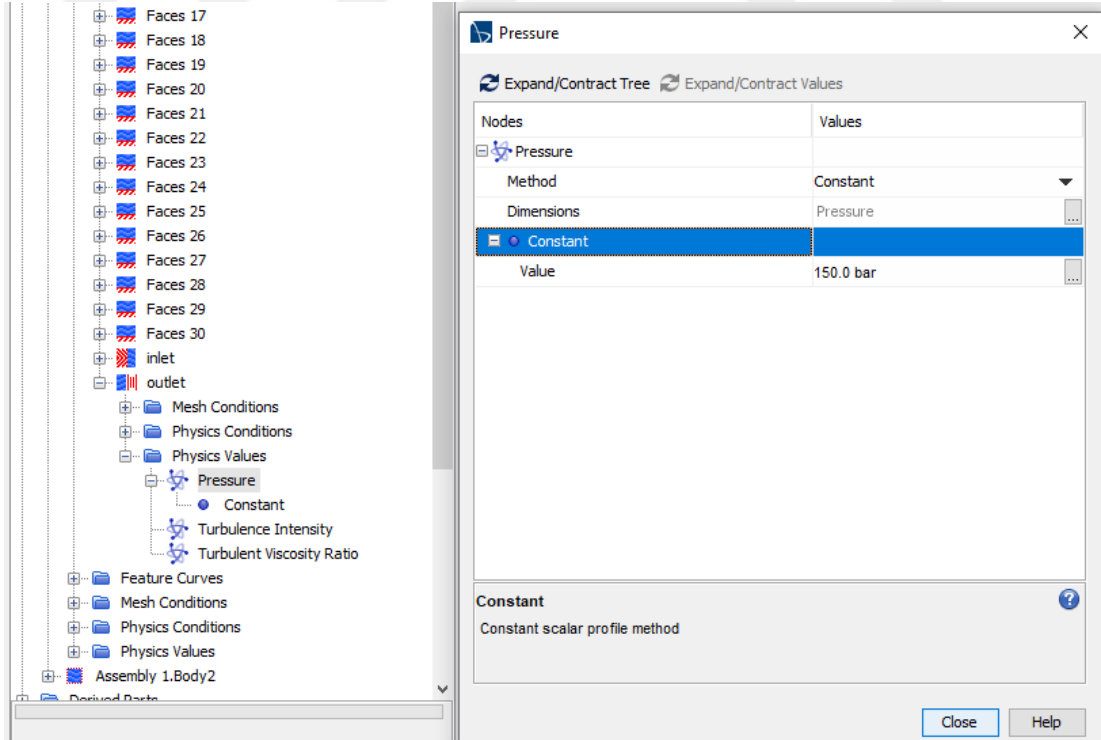 Faces 17
Faces 18
Faces 19
Faces 20
Faces 21
Faces 22
Faces 23
Faces 24
Faces 25
Faces 26
Faces 27
Faces 28
Faces 29
Faces 30
inlet
outlet
Mesh Conditions
Physics Conditions
Physics Values
Pressure
Constant
Turbulence Intensity
Turbulent Viscosity Ratio
Feature Curves
Mesh Conditions
Physics Conditions
Physics Values
Assembly 1.Body2
Derived Parts
Pressure
Expand/Contract Tree Expand/Contract Values
Nodes Values
Pressure
Method Constant
Dimensions Pressure ...
Constant
Value 150.0 bar ...
Constant
Constant scalar profile method
Close Help